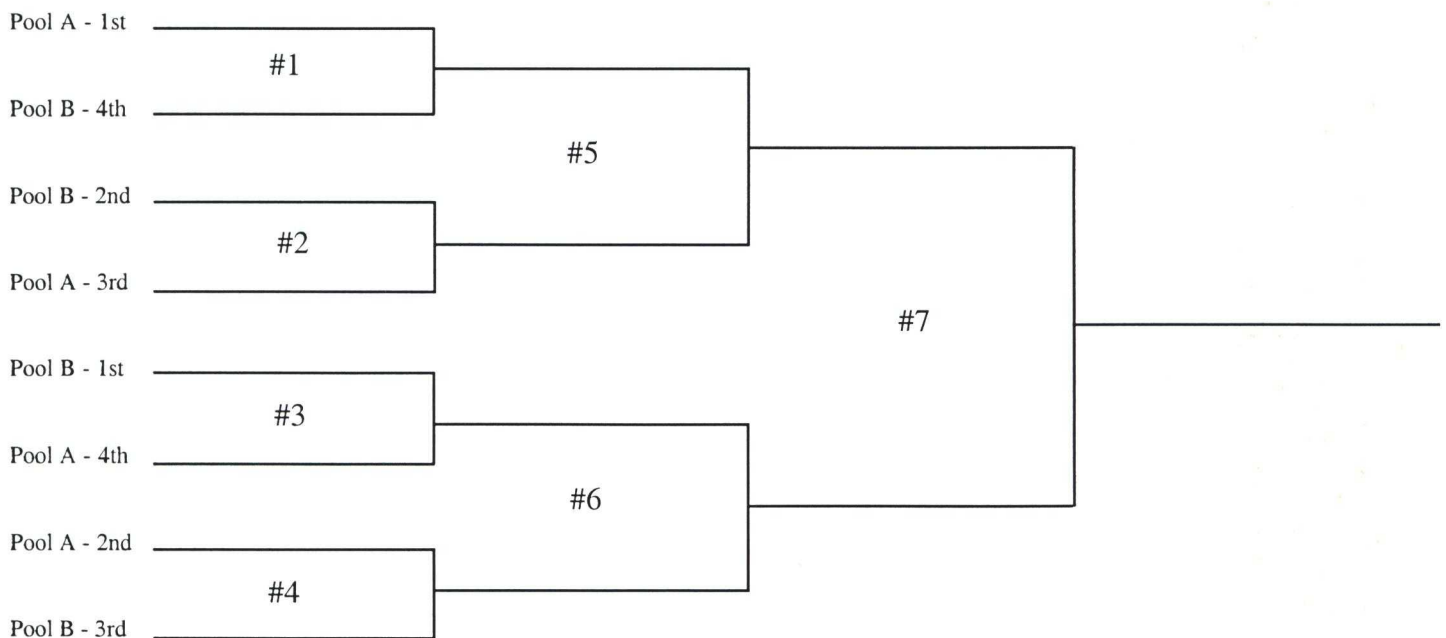 Pool A - 1st
#1
Pool B - 4th
#5
Pool B - 2nd
#2
Pool A - 3rd
#7
Pool B - 1st
#3
Pool A - 4th
#6
Pool A - 2nd
#4
Pool B - 3rd